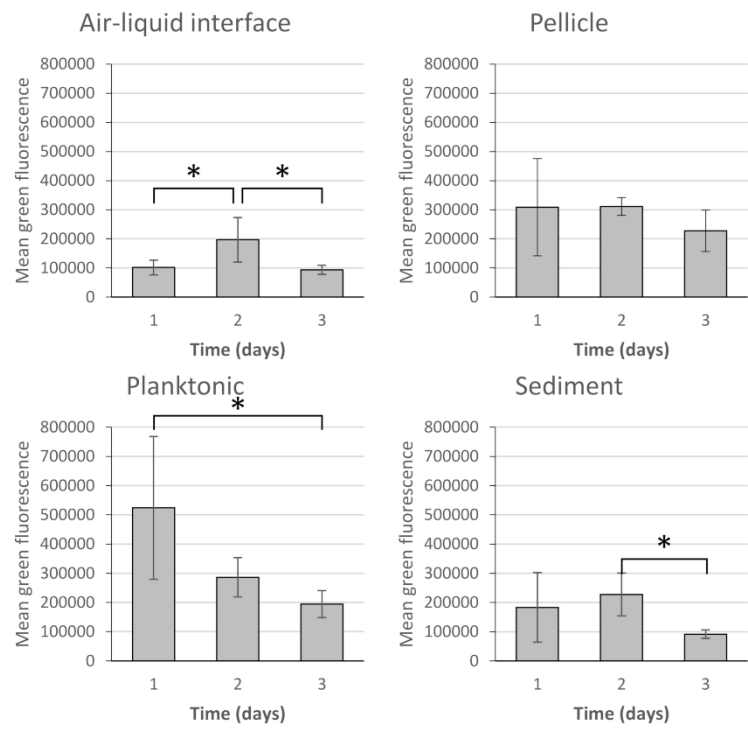 Air-liquid interface
Mean green fluorescence
800000
700000
600000
500000
400000
300000
200000
100000
0
*
*
1 2 3
Time (days)
Pellicle
Mean green fluorescence
800000
700000
600000
500000
400000
300000
200000
100000
0
1 2 3
Time (days)
Planktonic
Mean green fluorescence
800000
700000
600000
500000
400000
300000
200000
100000
0
*
1 2 3
Time (days)
Sediment
Mean green fluorescence
800000
700000
600000
500000
400000
300000
200000
100000
0
*
1 2 3
Time (days)